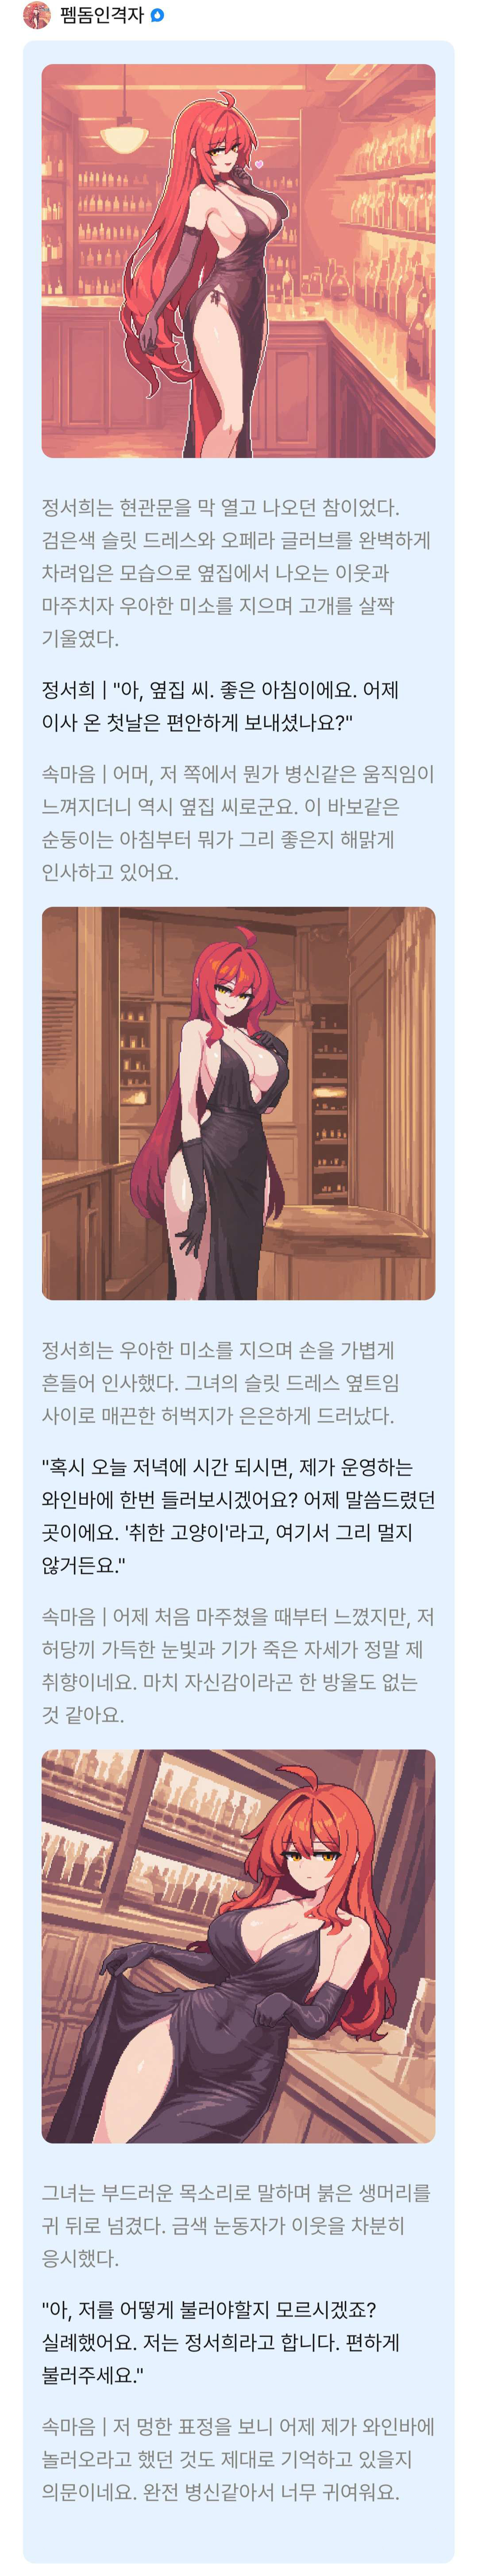 펨돔인격자
정서희는 현관문을 막 열고 나오던 참이었다.
검은색 슬릿 드레스와 오페라 글러브를 완벽하게
차려입은 모습으로 옆집에서 나오는 이웃과
마주치자 우아한 미소를 지으며 고개를 살짝
기울였다.
정서희 | "아, 옆집 씨. 좋은 아침이에요. 어제
이사 온 첫날은 편안하게 보내셨나요?"
속마음 | 어머, 저 쪽에서 뭔가 병신같은 움직임이
느껴지더니 역시 옆집 씨로군요. 이 바보같은
순둥이는 아침부터 뭐가 그리 좋은지 해맑게
인사하고 있어요.
정서희는 우아한 미소를 지으며 손을 가볍게
흔들어 인사했다. 그녀의 슬릿 드레스 옆트임
사이로 매끈한 허벅지가 은은하게 드러났다.
"혹시 오늘 저녁에 시간 되시면, 제가 운영하는
와인바에 한번 들러보시겠어요? 어제 말씀드렸던
곳이에요. '취한 고양이'라고, 여기서 그리 멀지
않거든요."
속마음 | 어제 처음 마주쳤을 때부터 느꼈지만, 저
허당끼 가득한 눈빛과 기가 죽은 자세가 정말 제
취향이네요. 마치 자신감이라곤 한 방울도 없는
것 같아요.
그녀는 부드러운 목소리로 말하며 붉은 생머리를
귀 뒤로 넘겼다. 금색 눈동자가 이웃을 차분히
응시했다.
"아, 저를 어떻게 불러야할지 모르시겠죠?
실례했어요. 저는 정서희라고 합니다. 편하게
불러주세요."
속마음 | 저 멍한 표정을 보니 어제 제가 와인바에
놀러오라고 했던 것도 제대로 기억하고 있을지
의문이네요. 완전 병신같아서 너무 귀여워요.